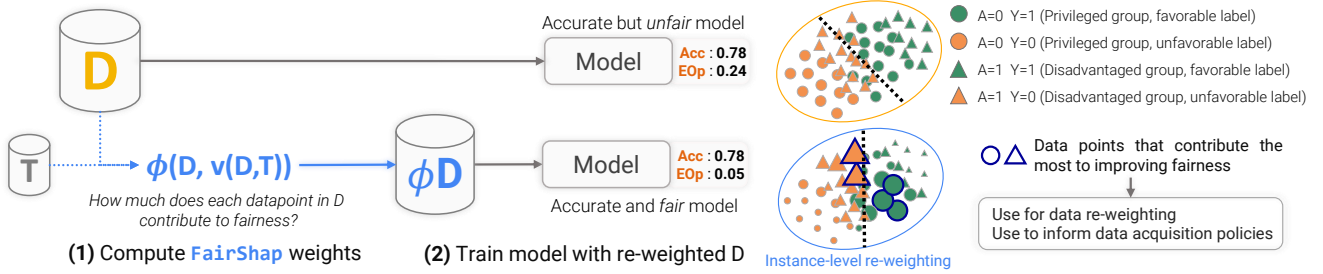 Accurate but unfair model
D
Model
Acc : 0.78
EOp : 0.24
T
ϕ(D, v(D,T))
How much does each datapoint in D
contribute to fairness?
ϕD
Model
Acc : 0.78
EOp : 0.05
Accurate and fair model
(1) Compute FairShap weights
(2) Train model with re-weighted D
A=0 Y=1 (Privileged group, favorable label)
A=0 Y=0 (Privileged group, unfavorable label)
A=1 Y=1 (Disadvantaged group, favorable label)
A=1 Y=0 (Disadvantaged group, unfavorable label)
Instance-level re-weighting
Data points that contribute the
most to improving fairness
Use for data re-weighting
Use to inform data acquisition policies